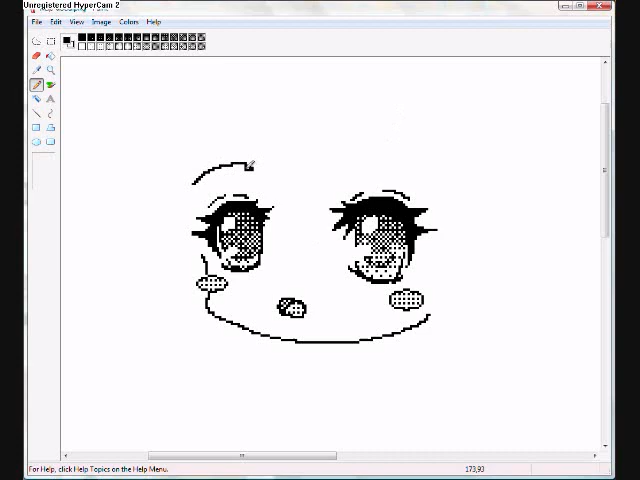 Unregistered HyperCam 2
File Edit View Image Colors Help
For Help, click Help Topics on the Help Menu.
173,93